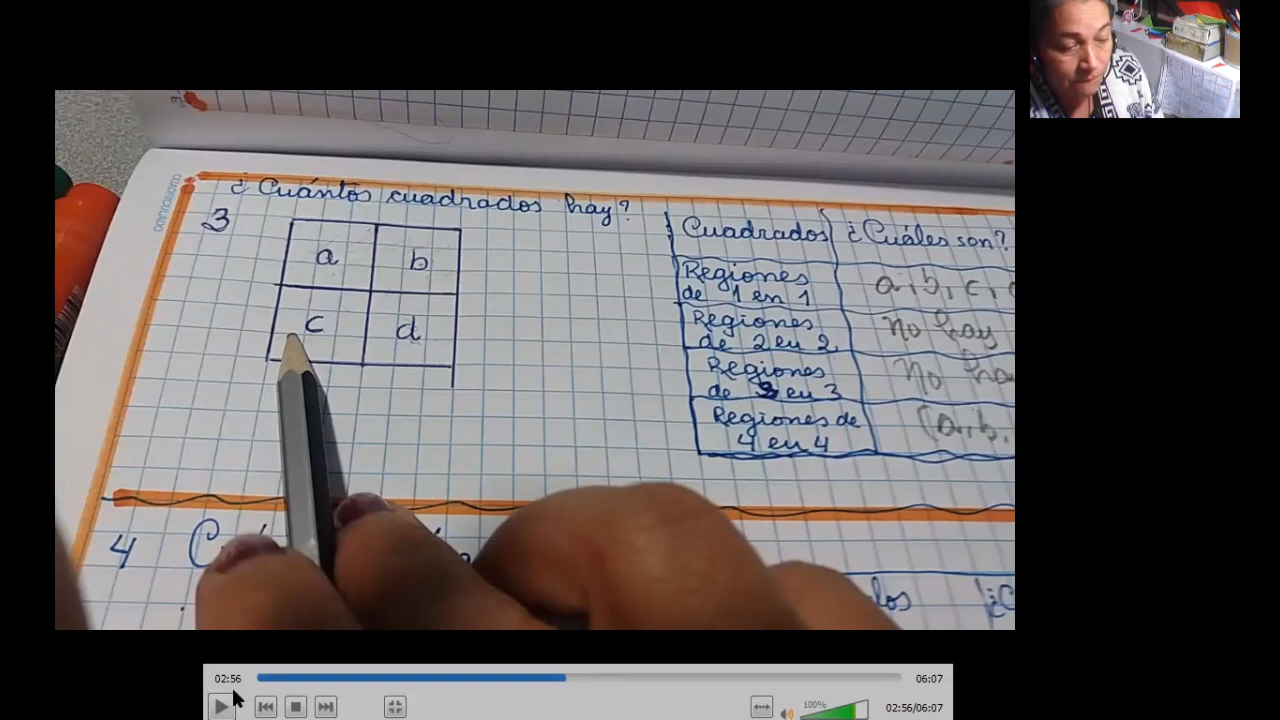 ¿Cuántos cuadrados hay?
3
a b
c d
Cuadrados ¿Cuáles son?
Regiones de 1 en 1 a, b, c,
Regiones de 2 en 2 No hay
Regiones de 3 en 3 No ha
Regiones de 4 en 4 (a, b,
4
CUADRICULADO
02:56
06:07
100%
02:56/06:07